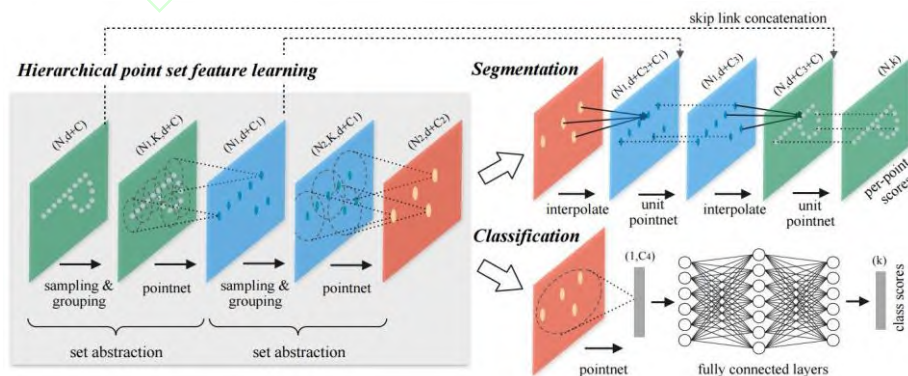 skip link concatenation
Hierarchical point set feature learning
(N,d+C)
(N1,K,d+C)
(N1,d+C1)
(N2,K,d+C1)
(N2,d+C2)
sampling &
grouping
pointnet
sampling &
grouping
pointnet
set abstraction
set abstraction
Segmentation
(N1,d+C2+C1)
(N1,d+C3)
(N,d+C3+C)
(N,k)
interpolate
unit
pointnet
interpolate
unit
pointnet
per-point
scores
Classification
(1,C4)
(k)
class scores
pointnet
fully connected layers